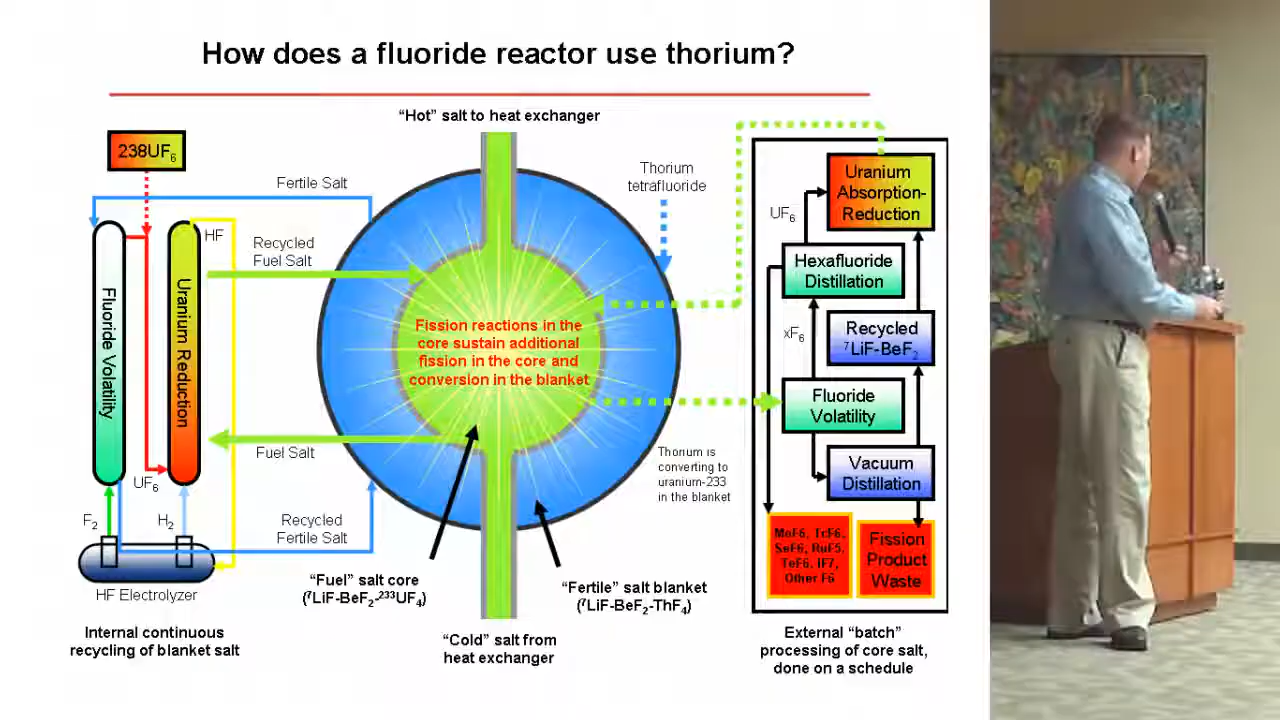 How does a fluoride reactor use thorium?
"Hot" salt to heat exchanger
238UF6
Fertile Salt
Thorium
tetrafluoride
HF
Recycled
Fuel Salt
Fluoride Volatility
Uranium Reduction
Fission reactions in the
core sustain additional
fission in the core and
conversion in the blanket
Fuel Salt
UF6
F2
H2
Recycled
Fertile Salt
HF Electrolyzer
Internal continuous
recycling of blanket salt
"Fuel" salt core
(⁷LiF-BeF2-²³³UF4)
"Cold" salt from
heat exchanger
"Fertile" salt blanket
(⁷LiF-BeF2-ThF4)
Thorium is
converting to
uranium-233
in the blanket
Uranium
Absorption-
Reduction
UF6
Hexafluoride
Distillation
xF6
Recycled
⁷LiF-BeF2
Fluoride
Volatility
Vacuum
Distillation
MoF6, TcF6,
SeF6, RuF5,
TeF6, IF7,
Other F6
Fission
Product
Waste
External "batch"
processing of core salt,
done on a schedule